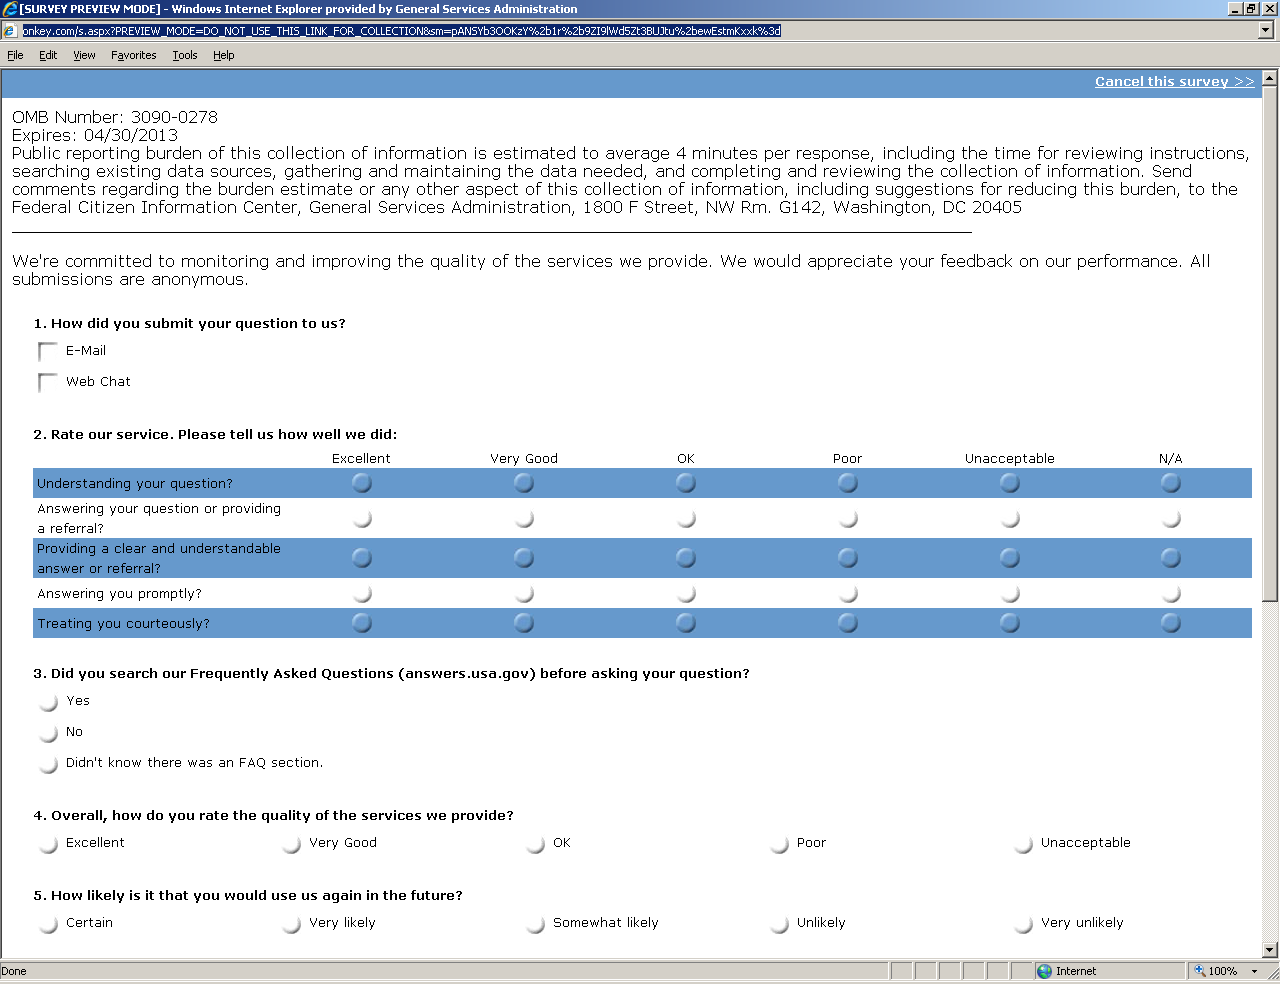 [SURVEY PREVIEW MODE] - Windows Internet Explorer provided by General Services Administration
onkey.com/s.aspx?PREVIEW_MODE=DO_NOT_USE_THIS_LINK_FOR_COLLECTION&sm=pANSYb3OOKzY%2b1r%2b9ZI9lWd5Zt3BUJtu%2bewEstmKxxk%3d
File Edit View Favorites Tools Help
Cancel this survey >>
OMB Number: 3090-0278
Expires: 04/30/2013
Public reporting burden of this collection of information is estimated to average 4 minutes per response, including the time for reviewing instructions,
searching existing data sources, gathering and maintaining the data needed, and completing and reviewing the collection of information. Send
comments regarding the burden estimate or any other aspect of this collection of information, including suggestions for reducing this burden, to the
Federal Citizen Information Center, General Services Administration, 1800 F Street, NW Rm. G142, Washington, DC 20405
We're committed to monitoring and improving the quality of the services we provide. We would appreciate your feedback on our performance. All
submissions are anonymous.
1. How did you submit your question to us?
E-Mail
Web Chat
2. Rate our service. Please tell us how well we did:
Excellent Very Good OK Poor Unacceptable N/A
Understanding your question?
Answering your question or providing
a referral?
Providing a clear and understandable
answer or referral?
Answering you promptly?
Treating you courteously?
3. Did you search our Frequently Asked Questions (answers.usa.gov) before asking your question?
Yes
No
Didn't know there was an FAQ section.
4. Overall, how do you rate the quality of the services we provide?
Excellent Very Good OK Poor Unacceptable
5. How likely is it that you would use us again in the future?
Certain Very likely Somewhat likely Unlikely Very unlikely
Done Internet 100%